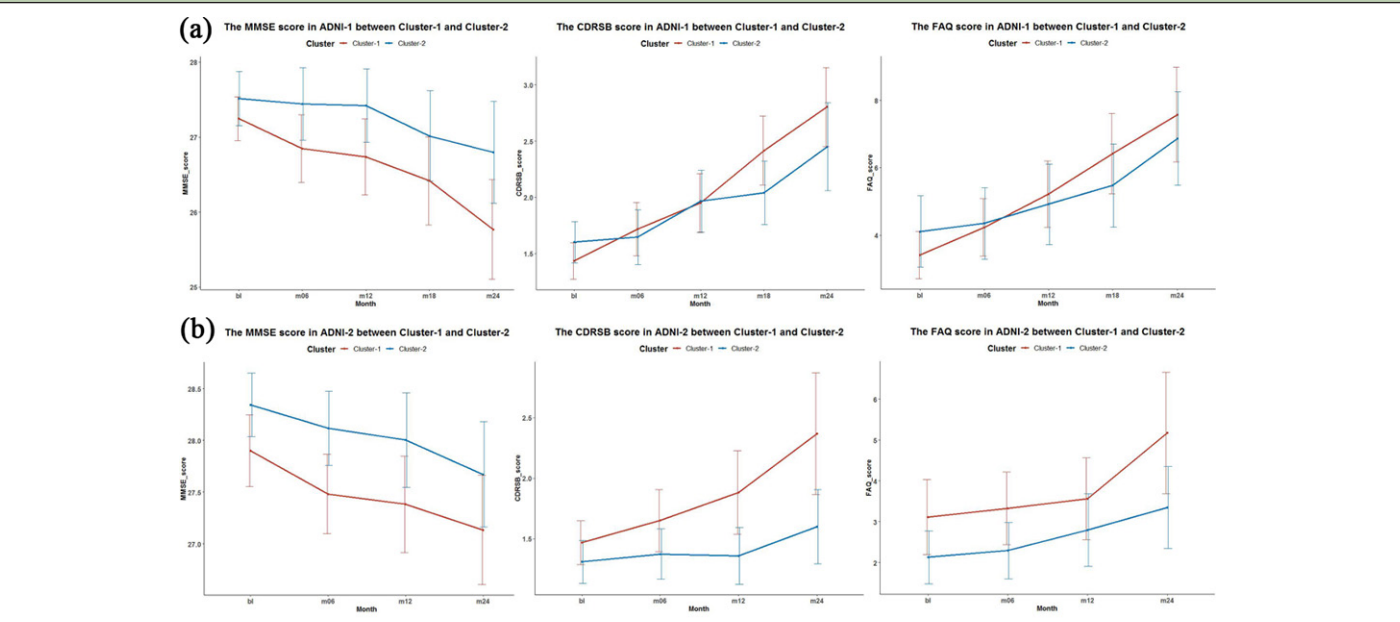 (a)
The MMSE score in ADNI-1 between Cluster-1 and Cluster-2
Cluster Cluster-1 Cluster-2
28
27
26
25
MMSE_score
bl m06 m12 m18 m24
Month
The CDRSB score in ADNI-1 between Cluster-1 and Cluster-2
Cluster Cluster-1 Cluster-2
3.0
2.5
2.0
1.5
CDRSB_score
bl m06 m12 m18 m24
Month
The FAQ score in ADNI-1 between Cluster-1 and Cluster-2
Cluster Cluster-1 Cluster-2
8
6
4
FAQ_score
bl m06 m12 m18 m24
Month
(b)
The MMSE score in ADNI-2 between Cluster-1 and Cluster-2
Cluster Cluster-1 Cluster-2
28.5
28.0
27.5
27.0
MMSE_score
bl m06 m12 m24
Month
The CDRSB score in ADNI-2 between Cluster-1 and Cluster-2
Cluster Cluster-1 Cluster-2
2.5
2.0
1.5
CDRSB_score
bl m06 m12 m24
Month
The FAQ score in ADNI-2 between Cluster-1 and Cluster-2
Cluster Cluster-1 Cluster-2
6
5
4
3
2
FAQ_score
bl m06 m12 m24
Month